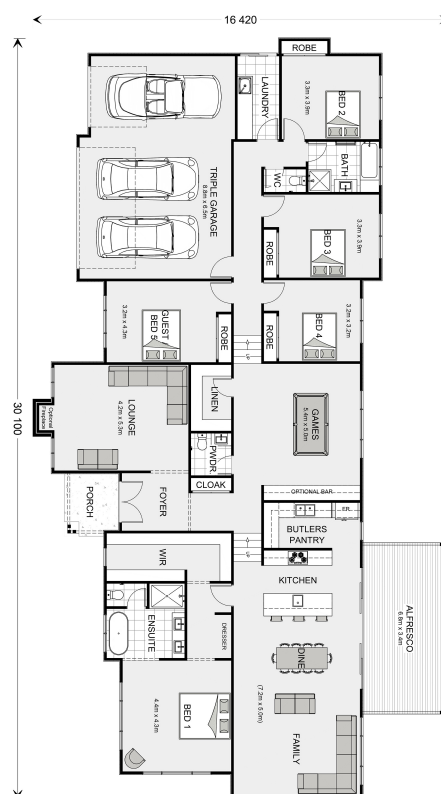 16 420
ROBE
LAUNDRY
BED 2
3.3m x 3.9m
TRIPLE GARAGE
8.8m x 6.5m
BATH
WC
ROBE
BED 3
3.3m x 3.9m
GUEST
BED 5
3.2m x 4.3m
ROBE
UP
ROBE
BED 4
3.2m x 3.2m
30 100
LOUNGE
4.2m x 5.3m
Optional
Fireplace
LINEN
GAMES
5.4m x 5.0m
PWDR.
CLOAK
OPTIONAL BAR
PORCH
FOYER
BUTLERS
PANTRY
FR.
UP
WIR
KITCHEN
ENSUITE
DRESSER
ALFRESCO
6.8m x 3.4m
DINE
(7.2m x 5.0m)
BED 1
4.4m x 4.3m
FAMILY